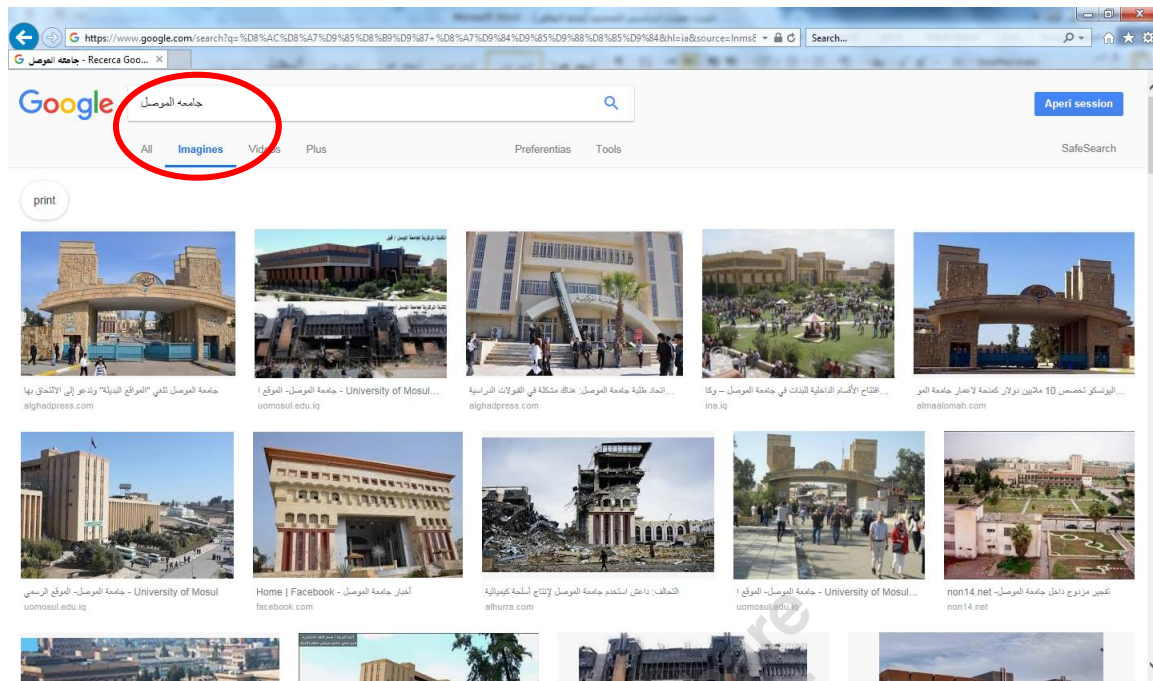 https://www.google.com/search?q=%D8%AC%D8%A7%D9%85%D8%B9%D9%87+%D8%A7%D9%84%D9%85%D9%88%D8%B5%D9%84&hl=ia&source=lnms&
Search...
جامعه الموصل - Recerca Goo...
Google
جامعه الموصل
Aperi session
All Imagines Videos Plus Preferentias Tools SafeSearch
print
جامعة الموصل تلغي "المواقع البديلة" وتدعو إلى الالتحاق بها
alghadpress.com
University of Mosul... - جامعة الموصل- الموقع ا
uomosul.edu.iq
اتحاد طلبة جامعة الموصل: هناك مشكلة في القبولات الدراسية...
alghadpress.com
افتتاح الأقسام الداخلية للبنات في جامعة الموصل – وكا...
ina.iq
اليونسكو تخصص 10 ملايين دولار كمنحة لاعمار جامعة المو...
almaalomah.com
University of Mosul - جامعة الموصل- الموقع الرسمي
uomosul.edu.iq
أخبار جامعة الموصل - Home | Facebook
facebook.com
التحالف: داعش استخدم جامعة الموصل لإنتاج أسلحة كيميائية
alhurra.com
University of Mosul... - جامعة الموصل- الموقع ا
uomosul.edu.iq
تفجير مزدوج داخل جامعة الموصل- non14.net
non14.net